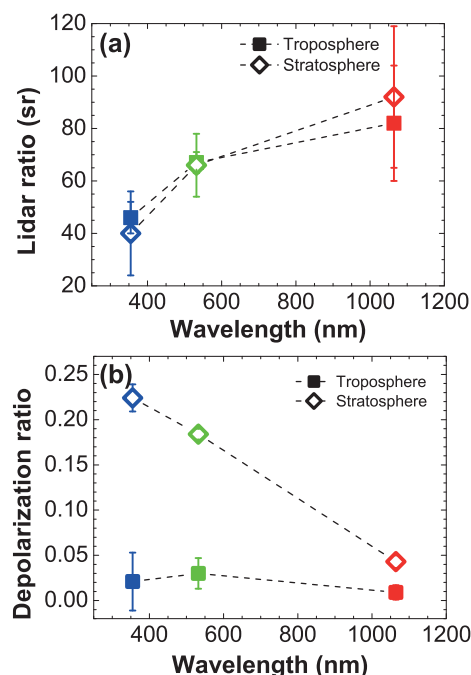 (a)
Troposphere
Stratosphere
Lidar ratio (sr)
120
100
80
60
40
20
400 600 800 1000 1200
Wavelength (nm)
(b)
Troposphere
Stratosphere
Depolarization ratio
0.25
0.20
0.15
0.10
0.05
0.00
400 600 800 1000 1200
Wavelength (nm)